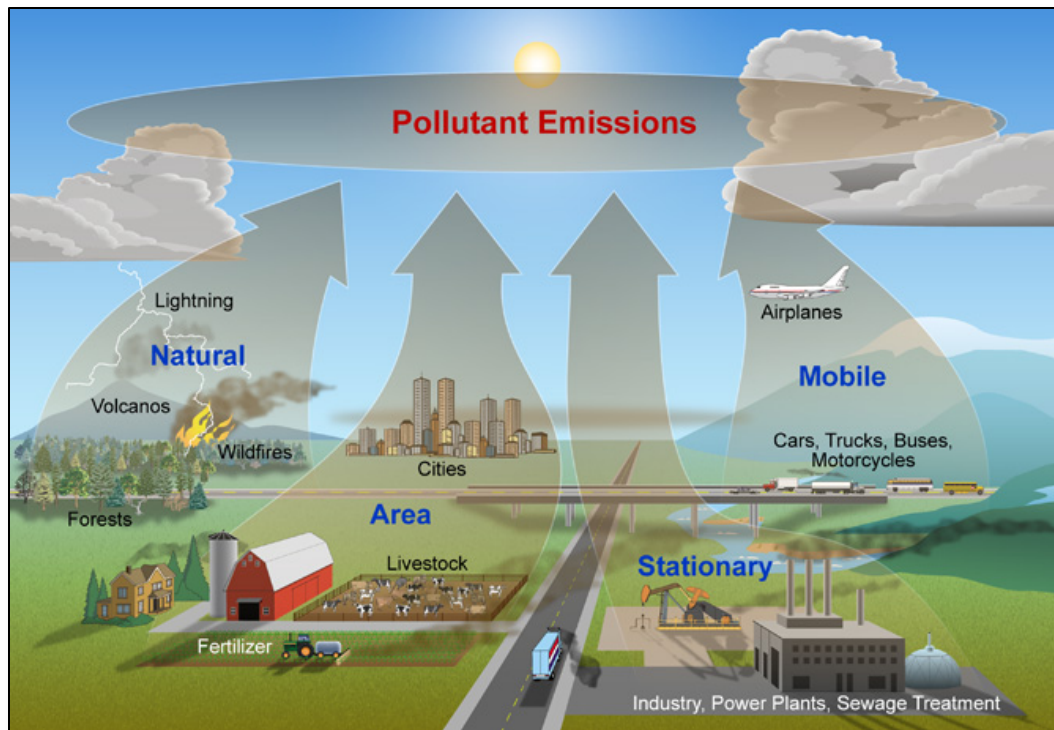 Pollutant Emissions
Lightning
Natural
Volcanos
Wildfires
Forests
Cities
Area
Livestock
Fertilizer
Airplanes
Mobile
Cars, Trucks, Buses,
Motorcycles
Stationary
Industry, Power Plants, Sewage Treatment